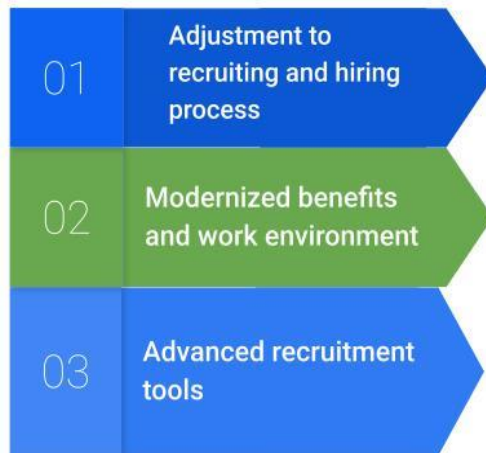 01
Adjustment to
recruiting and hiring
process
02
Modernized benefits
and work environment
03
Advanced recruitment
tools